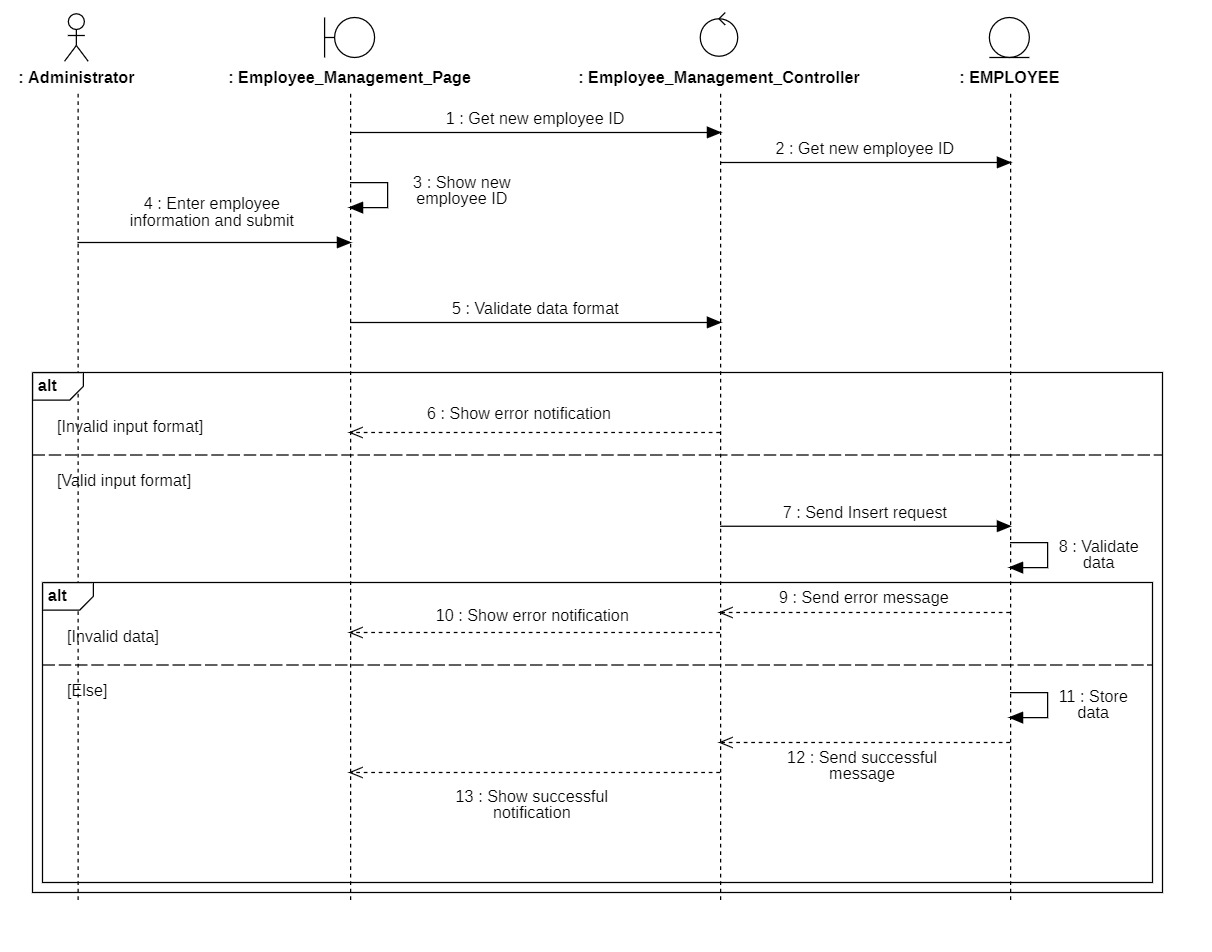 : Administrator
: Employee_Management_Page
: Employee_Management_Controller
: EMPLOYEE
1 : Get new employee ID
2 : Get new employee ID
3 : Show new
employee ID
4 : Enter employee
information and submit
5 : Validate data format
alt
6 : Show error notification
[Invalid input format]
[Valid input format]
7 : Send Insert request
8 : Validate
data
alt
9 : Send error message
10 : Show error notification
[Invalid data]
[Else]
11 : Store
data
12 : Send successful
message
13 : Show successful
notification